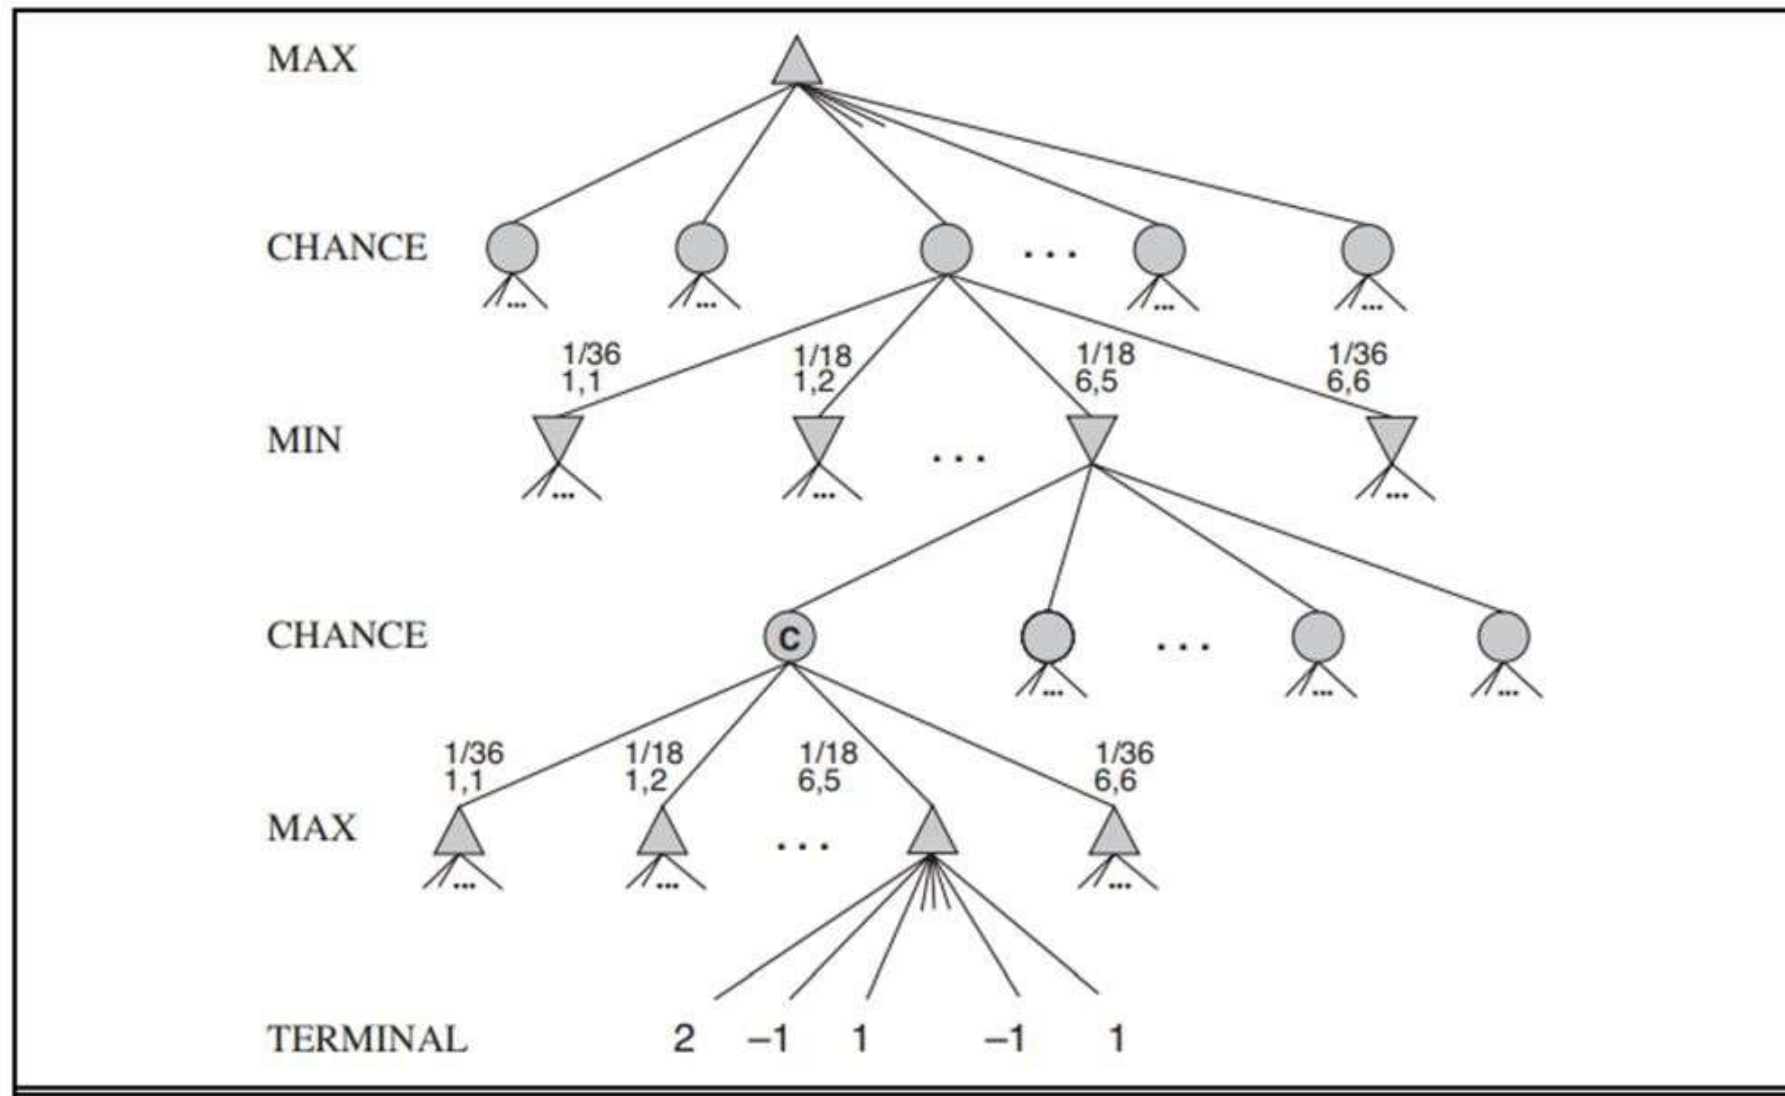 MAX
CHANCE
...
... ... ... ...
1/36 1/18 1/18 1/36
1,1 1,2 6,5 6,6
MIN
...
... ... ...
CHANCE
C
...
... ... ...
1/36 1/18 1/18 1/36
1,1 1,2 6,5 6,6
MAX
...
... ... ...
TERMINAL 2 –1 1 –1 1